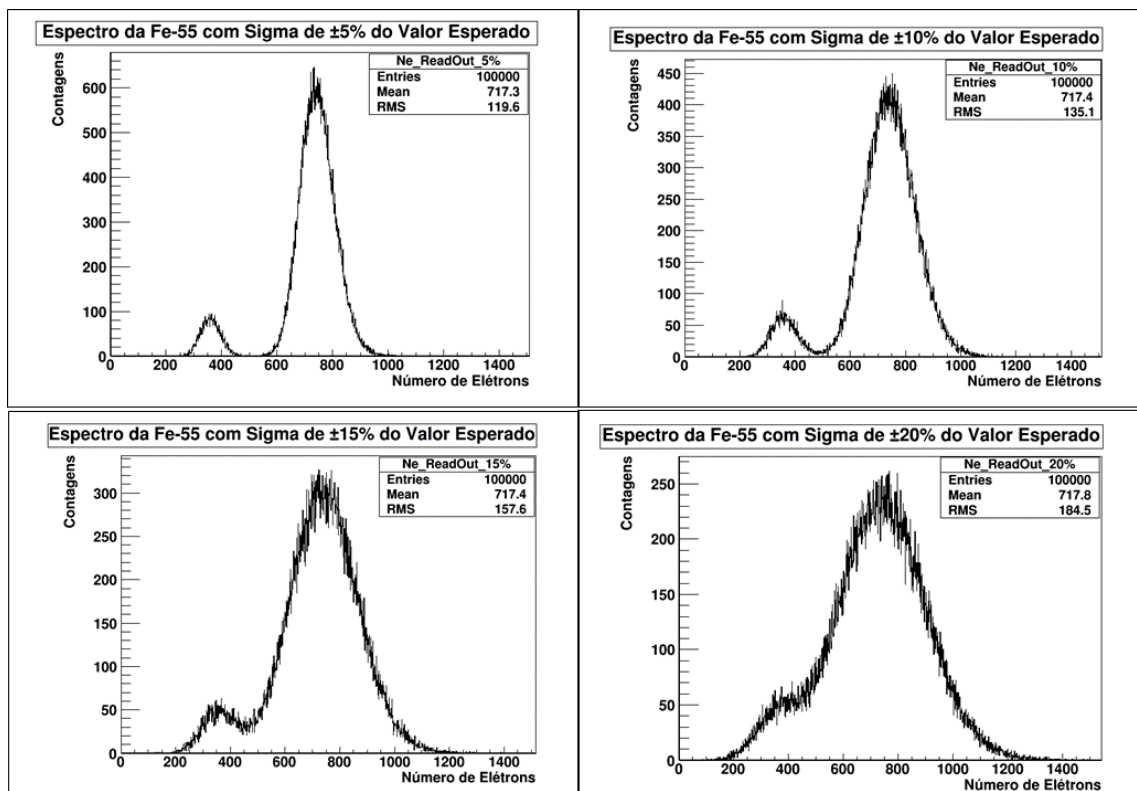 Espectro da Fe-55 com Sigma de ±5% do Valor Esperado
Contagens
Ne_ReadOut_5%
Entries 100000
Mean 717.3
RMS 119.6
600
500
400
300
200
100
0
0 200 400 600 800 1000 1200 1400
Número de Elétrons
Espectro da Fe-55 com Sigma de ±10% do Valor Esperado
Contagens
Ne_ReadOut_10%
Entries 100000
Mean 717.4
RMS 135.1
450
400
350
300
250
200
150
100
50
0
0 200 400 600 800 1000 1200 1400
Número de Elétrons
Espectro da Fe-55 com Sigma de ±15% do Valor Esperado
Contagens
Ne_ReadOut_15%
Entries 100000
Mean 717.4
RMS 157.6
300
250
200
150
100
50
0
0 200 400 600 800 1000 1200 1400
Número de Elétrons
Espectro da Fe-55 com Sigma de ±20% do Valor Esperado
Contagens
Ne_ReadOut_20%
Entries 100000
Mean 717.8
RMS 184.5
250
200
150
100
50
0
0 200 400 600 800 1000 1200 1400
Número de Elétrons